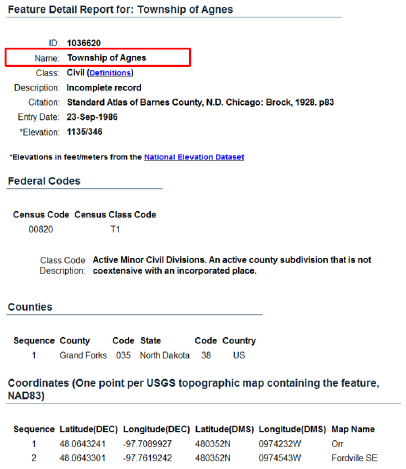 Feature Detail Report for: Township of Agnes
ID: 1036620
Name: Township of Agnes
Class: Civil (Definitions)
Description: Incomplete record
Citation: Standard Atlas of Barnes County, N.D. Chicago: Brock, 1928. p83
Entry Date: 23-Sep-1986
*Elevation: 1135/346
*Elevations in feet/meters from the National Elevation Dataset
Federal Codes
Census Code Census Class Code
00820 T1
Class Code Description: Active Minor Civil Divisions. An active county subdivision that is not
coextensive with an incorporated place.
Counties
Sequence County Code State Code Country
1 Grand Forks 035 North Dakota 38 US
Coordinates (One point per USGS topographic map containing the feature,
NAD83)
Sequence Latitude(DEC) Longitude(DEC) Latitude(DMS) Longitude(DMS) Map Name
1 48.0643241 -97.7089927 480352N 0974232W Orr
2 48.0643301 -97.7619242 480352N 0974543W Fordville SE